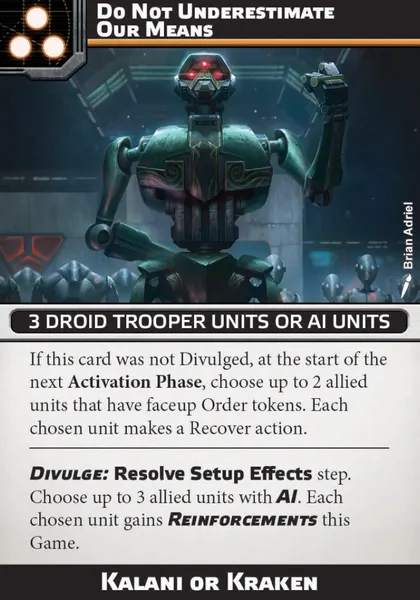 Do Not Underestimate
Our Means
Brian Adriel
3 DROID TROOPER UNITS OR AI UNITS
If this card was not Divulged, at the start of the
next Activation Phase, choose up to 2 allied
units that have faceup Order tokens. Each
chosen unit makes a Recover action.
Divulge: Resolve Setup Effects step.
Choose up to 3 allied units with AI. Each
chosen unit gains Reinforcements this
Game.
Kalani or Kraken